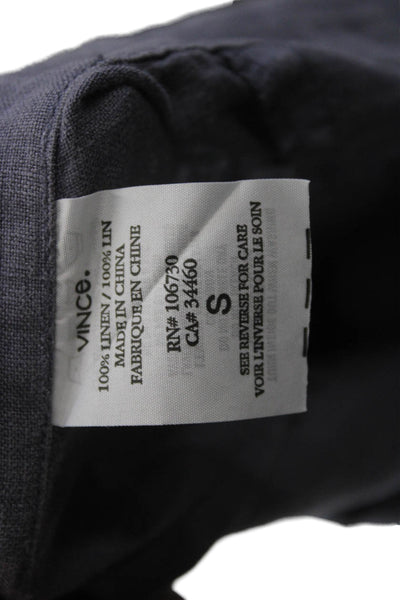 VINCE.
100% LINEN / 100% LIN
MADE IN CHINA
FABRIQUE EN CHINE
RN# 106730
CA# 34460
S
SEE REVERSE FOR CARE
VOIR L'INVERSE POUR LE SOIN